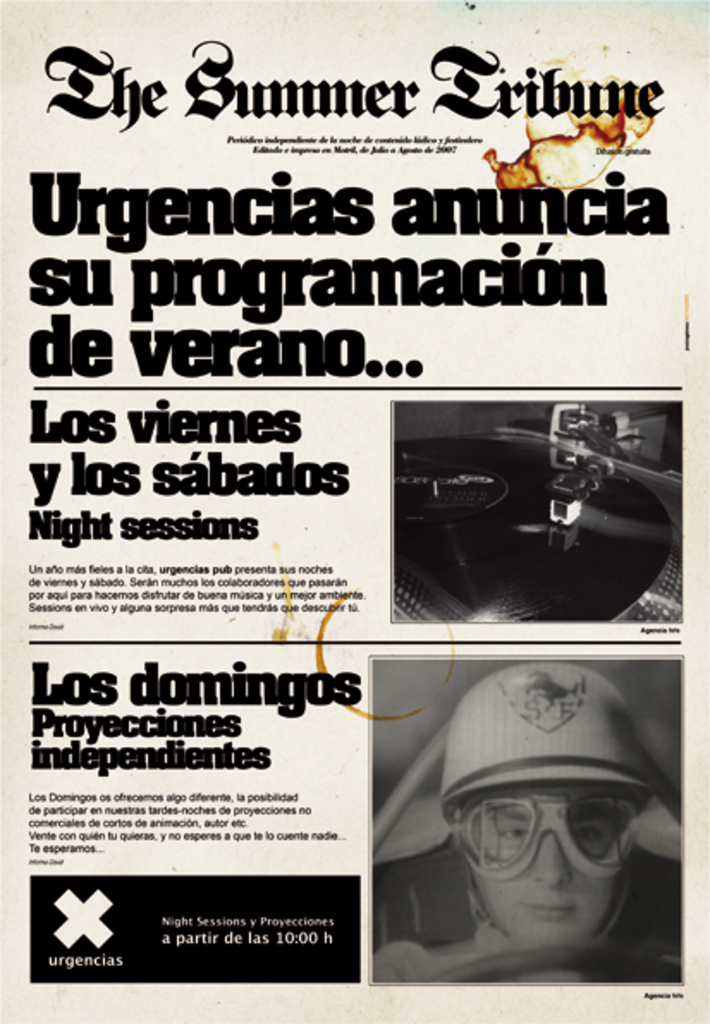 The Summer Tribune
Periódico independiente de la noche de contenido lúdico y festivalero
Editado e impreso en Motril, de Julio a Agosto de 2007
Difusión gratuita
Urgencias anuncia
su programación
de verano...
Los viernes
y los sábados
Night sessions
Un año más fieles a la cita, urgencias pub presenta sus noches
de viernes y sábado. Serán muchos los colaboradores que pasarán
por aquí para hacernos disfrutar de buena música y un mejor ambiente.
Sessions en vivo y alguna sorpresa más que tendrás que descubrir tú.
Informa David
Agencia Ivlv
Los domingos
Proyecciones
independientes
Los Domingos os ofrecemos algo diferente, la posibilidad
de participar en nuestras tardes-noches de proyecciones no
comerciales de cortos de animación, autor etc.
Vente con quién tu quieras, y no esperes a que te lo cuente nadie...
Te esperamos...
Informa David
urgencias
Night Sessions y Proyecciones
a partir de las 10:00 h